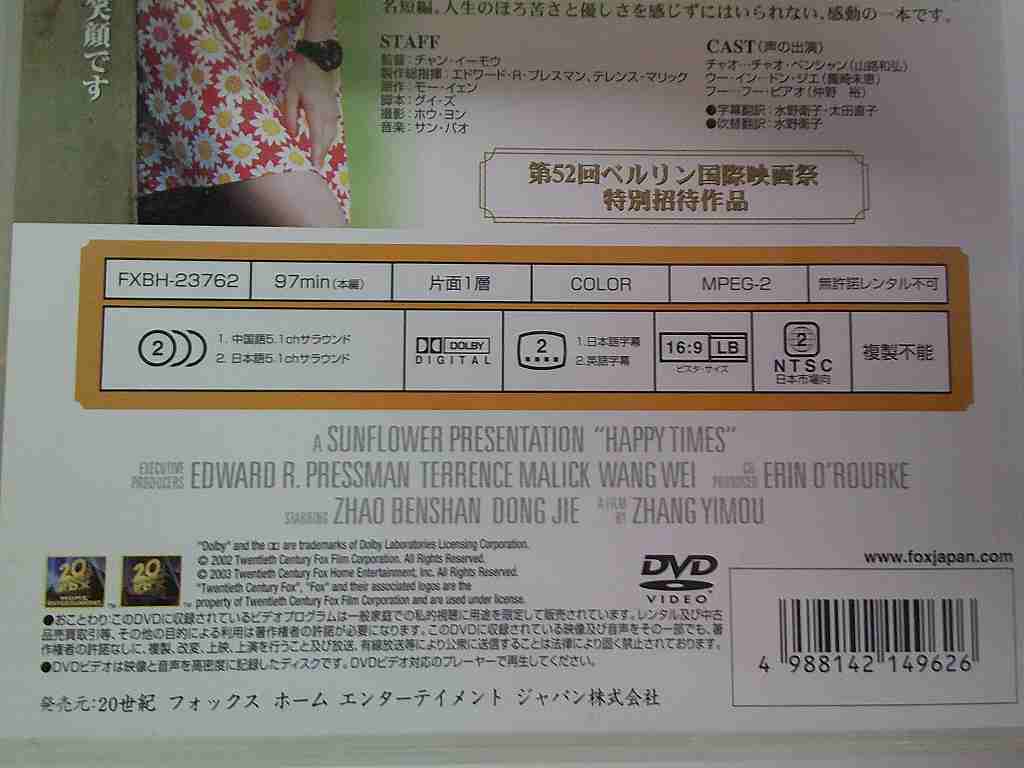 笑顔です
名短編。人生のほろ苦さと優しさを感じずにはいられない、感動の一本です。
STAFF
監督：チャン・イーモウ
製作総指揮：エドワード・R・プレスマン、テレンス・マリック
原作：モー・イェン
脚本：グイ・ズ
撮影：ホウ・ヨン
音楽：サン・バオ
CAST（声の出演）
チャオ…チャオ・ベンシャン（山路和弘）
ウー・イン…ドン・ジエ（園崎未恵）
フー…フー・ピアオ（仲野 裕）
●字幕翻訳：水野衛子・太田直子
●吹替翻訳：水野衛子
第52回ベルリン国際映画祭
特別招待作品
FXBH-23762 97min(本編) 片面1層 COLOR MPEG-2 無許諾レンタル不可
2 1. 中国語5.1chサラウンド
2. 日本語5.1chサラウンド
DOLBY
DIGITAL
2 1.日本語字幕
2.英語字幕
16:9 LB
ビスタ・サイズ
2
NTSC
日本市場向
複製不能
A SUNFLOWER PRESENTATION "HAPPY TIMES"
EXECUTIVE PRODUCERS EDWARD R. PRESSMAN TERRENCE MALICK WANG WEI CO PRODUCER ERIN O'ROURKE
STARRING ZHAO BENSHAN DONG JIE A FILM BY ZHANG YIMOU
"Dolby" and the are trademarks of Dolby Laboratories Licensing Corporation.
© 2002 Twentieth Century Fox Film Corporation. All Rights Reserved.
© 2003 Twentieth Century Fox Home Entertainment, Inc. All Rights Reserved.
"Twentieth Century Fox", "Fox" and their associated logos are the
property of Twentieth Century Fox Film Corporation and are used under license.
DVD
VIDEO
www.foxjapan.com
●おことわり：このDVDに収録されているビデオプログラムは一般家庭での私的視聴に用途を限定して販売されています。レンタル及び中古
品売買取引等、その他の目的による利用は著作権者の許諾が必要になります。このDVDに収録されている映像及び音声をその一部でも、著
作権者の許諾なしに、複製、改変、上映、上演を行うこと及び放送、有線放送等により公衆に送信することは法律により固く禁止されております。
●DVDビデオは映像と音声を高密度に記録したディスクです。DVDビデオ対応のプレーヤーで再生してください。
発売元：20世紀 フォックス ホーム エンターテイメント ジャパン株式会社
4 988142 149626